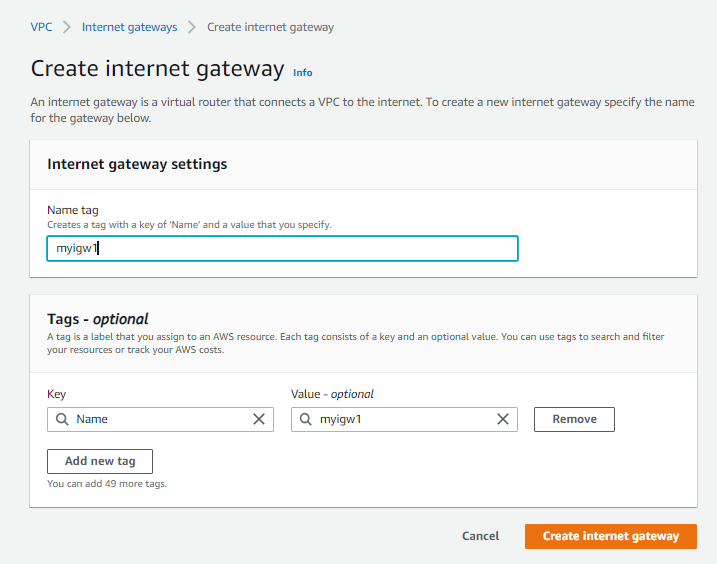 VPC > Internet gateways > Create internet gateway
Create internet gateway Info
An internet gateway is a virtual router that connects a VPC to the internet. To create a new internet gateway specify the name
for the gateway below.
Internet gateway settings
Name tag
Creates a tag with a key of 'Name' and a value that you specify.
myigw1
Tags - optional
A tag is a label that you assign to an AWS resource. Each tag consists of a key and an optional value. You can use tags to search and filter
your resources or track your AWS costs.
Key Value - optional
Name myigw1 Remove
Add new tag
You can add 49 more tags.
Cancel Create internet gateway